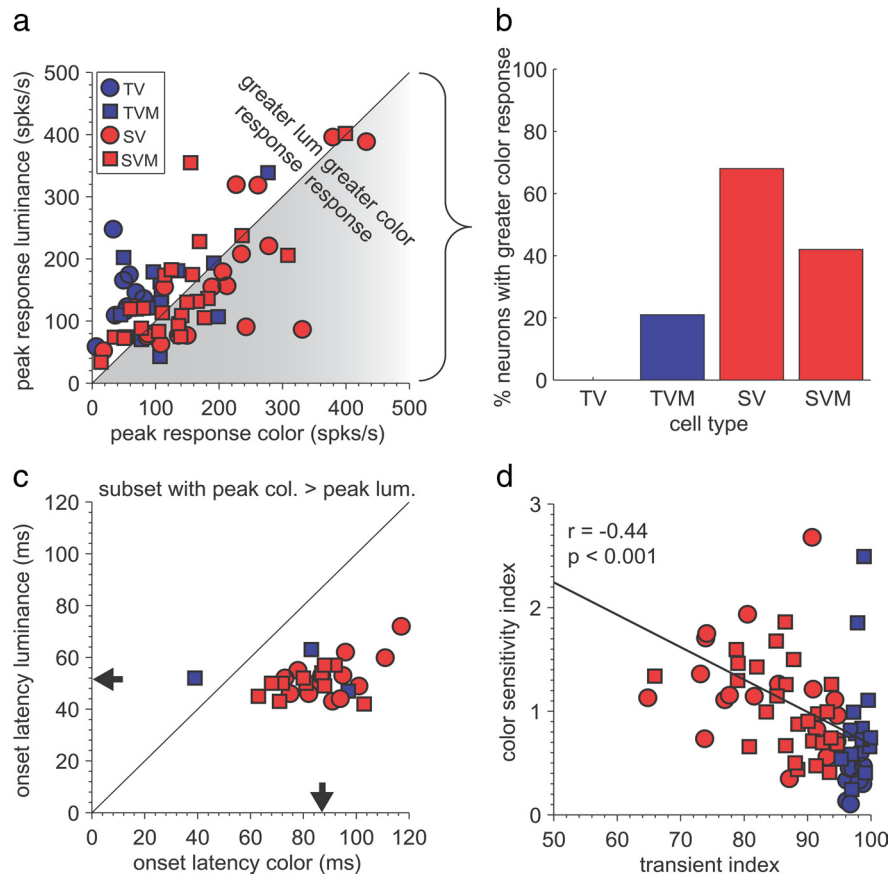 a
500
400
300
200
100
0
peak response luminance (spks/s)
TV
TVM
SV
SVM
greater lum
response
greater color
response
0 100 200 300 400 500
peak response color (spks/s)
b
100
80
60
40
20
0
% neurons with greater color response
TV TVM SV SVM
cell type
c
subset with peak col. > peak lum.
120
100
80
60
40
20
0
onset latency luminance (ms)
0 20 40 60 80 100 120
onset latency color (ms)
d
3
2
1
0
color sensitivity index
r = -0.44
p < 0.001
50 60 70 80 90 100
transient index